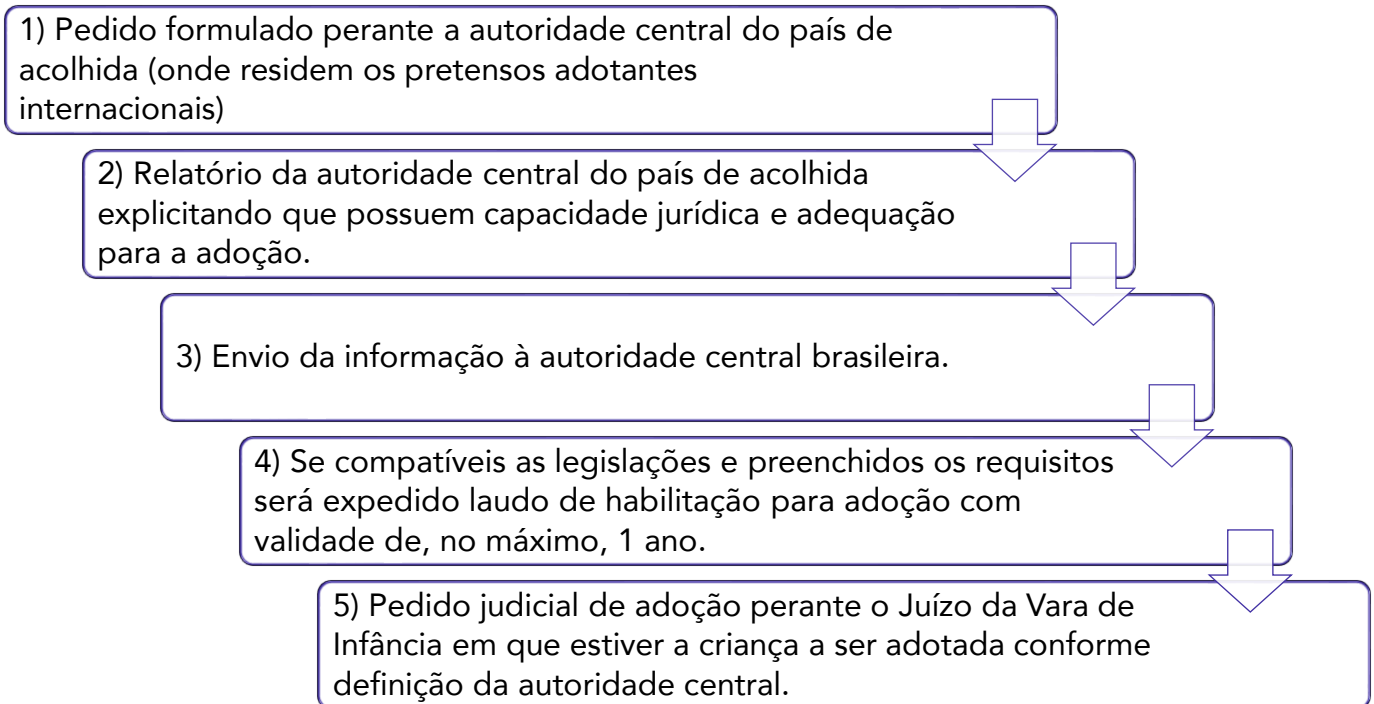 1) Pedido formulado perante a autoridade central do país de
acolhida (onde residem os pretensos adotantes
internacionais)
2) Relatório da autoridade central do país de acolhida
explicitando que possuem capacidade jurídica e adequação
para a adoção.
3) Envio da informação à autoridade central brasileira.
4) Se compatíveis as legislações e preenchidos os requisitos
será expedido laudo de habilitação para adoção com
validade de, no máximo, 1 ano.
5) Pedido judicial de adoção perante o Juízo da Vara de
Infância em que estiver a criança a ser adotada conforme
definição da autoridade central.